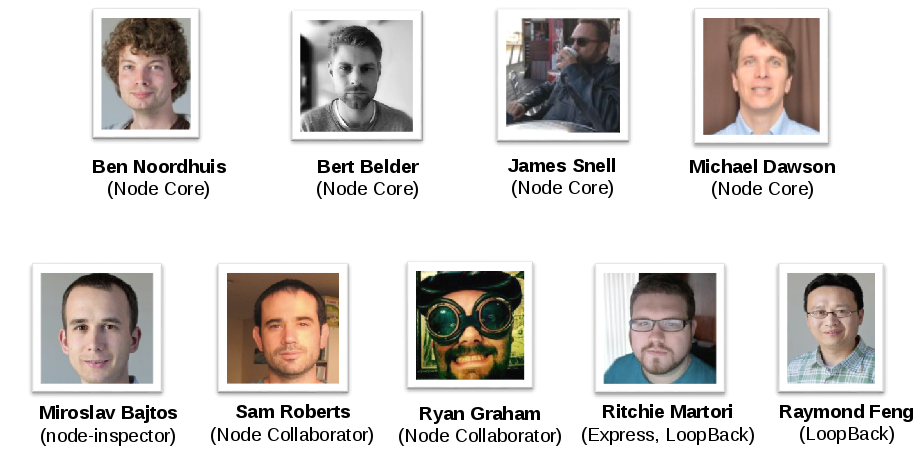 Ben Noordhuis
(Node Core)
Bert Belder
(Node Core)
James Snell
(Node Core)
Michael Dawson
(Node Core)
Miroslav Bajtos
(node-inspector)
Sam Roberts
(Node Collaborator)
Ryan Graham
(Node Collaborator)
Ritchie Martori
(Express, LoopBack)
Raymond Feng
(LoopBack)